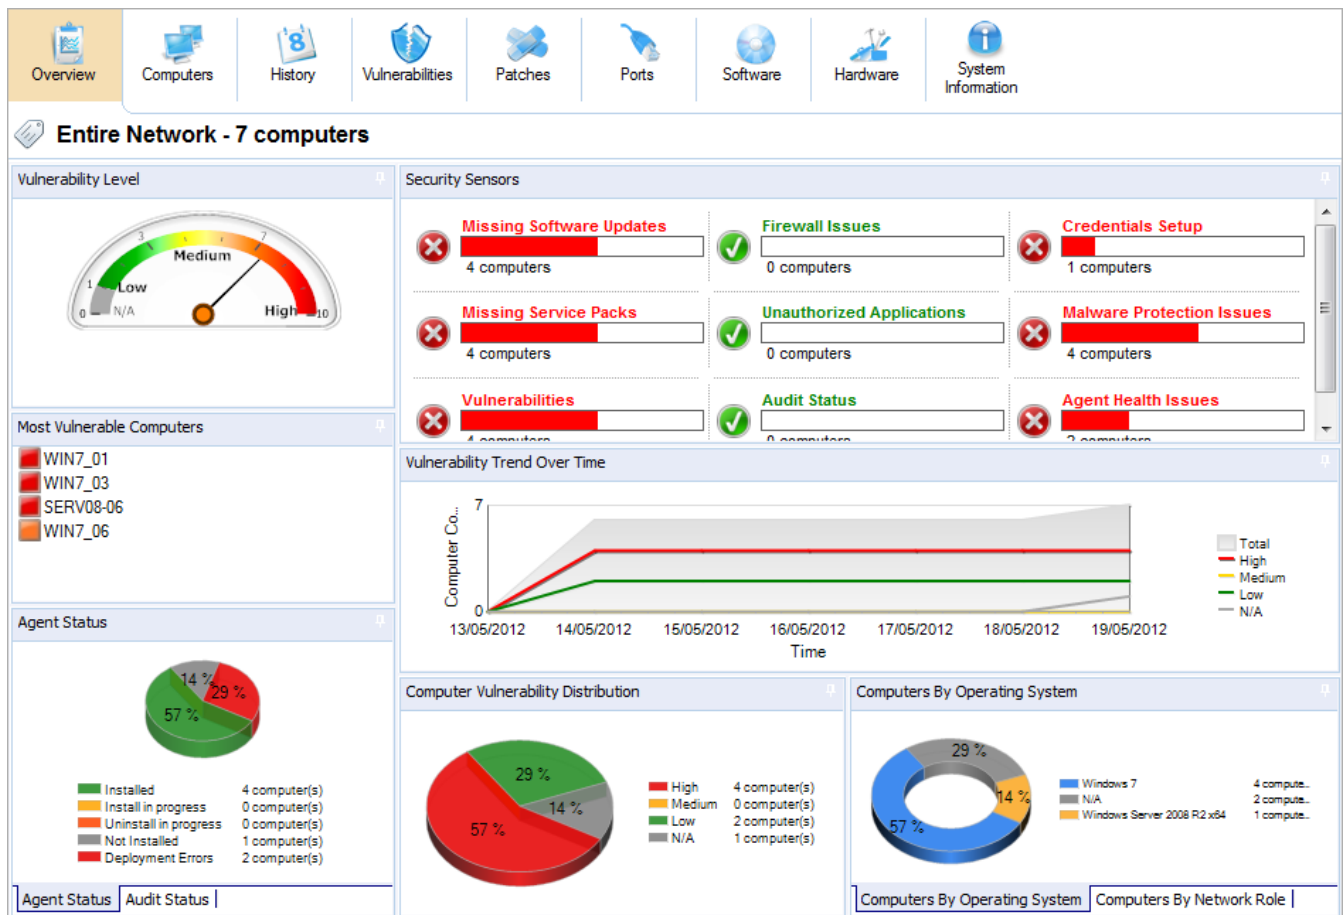 Overview
Computers
History
Vulnerabilities
Patches
Ports
Software
Hardware
System
Information
8
Entire Network - 7 computers
Vulnerability Level
0
1
3
7
10
N/A
Low
Medium
High
Security Sensors
Missing Software Updates
4 computers
Firewall Issues
0 computers
Credentials Setup
1 computers
Missing Service Packs
4 computers
Unauthorized Applications
0 computers
Malware Protection Issues
4 computers
Vulnerabilities
4 computers
Audit Status
0 computers
Agent Health Issues
2 computers
Most Vulnerable Computers
WIN7_01
WIN7_03
SERV08-06
WIN7_06
Vulnerability Trend Over Time
Computer Co...
7
0
13/05/2012 14/05/2012 15/05/2012 16/05/2012 17/05/2012 18/05/2012 19/05/2012
Time
Total
High
Medium
Low
N/A
Agent Status
14 %
29 %
57 %
Installed 4 computer(s)
Install in progress 0 computer(s)
Uninstall in progress 0 computer(s)
Not Installed 1 computer(s)
Deployment Errors 2 computer(s)
Agent Status Audit Status
Computer Vulnerability Distribution
29 %
14 %
57 %
High 4 computer(s)
Medium 0 computer(s)
Low 2 computer(s)
N/A 1 computer(s)
Computers By Operating System
29 %
14 %
57 %
Windows 7 4 compute...
N/A 2 compute...
Windows Server 2008 R2 x64 1 compute...
Computers By Operating System Computers By Network Role